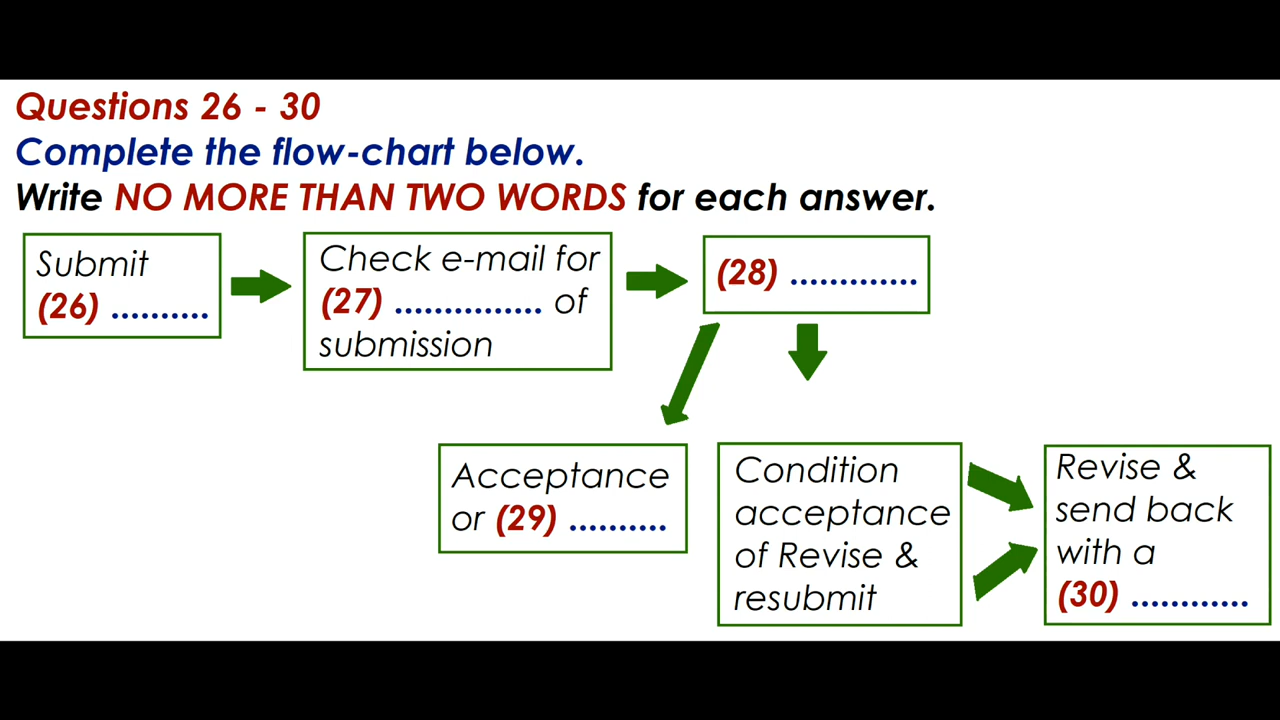 Questions 26 - 30
Complete the flow-chart below.
Write NO MORE THAN TWO WORDS for each answer.
Submit
(26) ..........
Check e-mail for
(27) ............... of
submission
(28) .............
Acceptance
or (29) ..........
Condition
acceptance
of Revise &
resubmit
Revise &
send back
with a
(30) ............